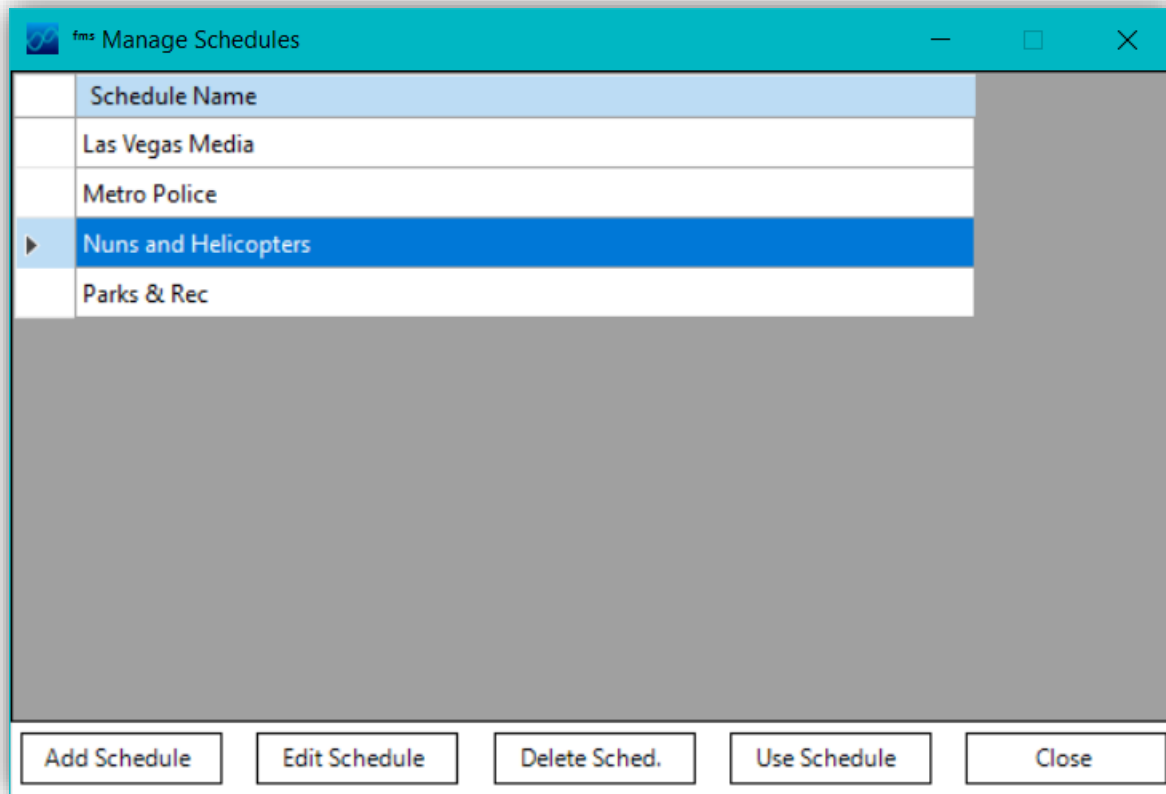 fms Manage Schedules
Schedule Name
Las Vegas Media
Metro Police
Nuns and Helicopters
Parks & Rec
Add Schedule Edit Schedule Delete Sched. Use Schedule Close